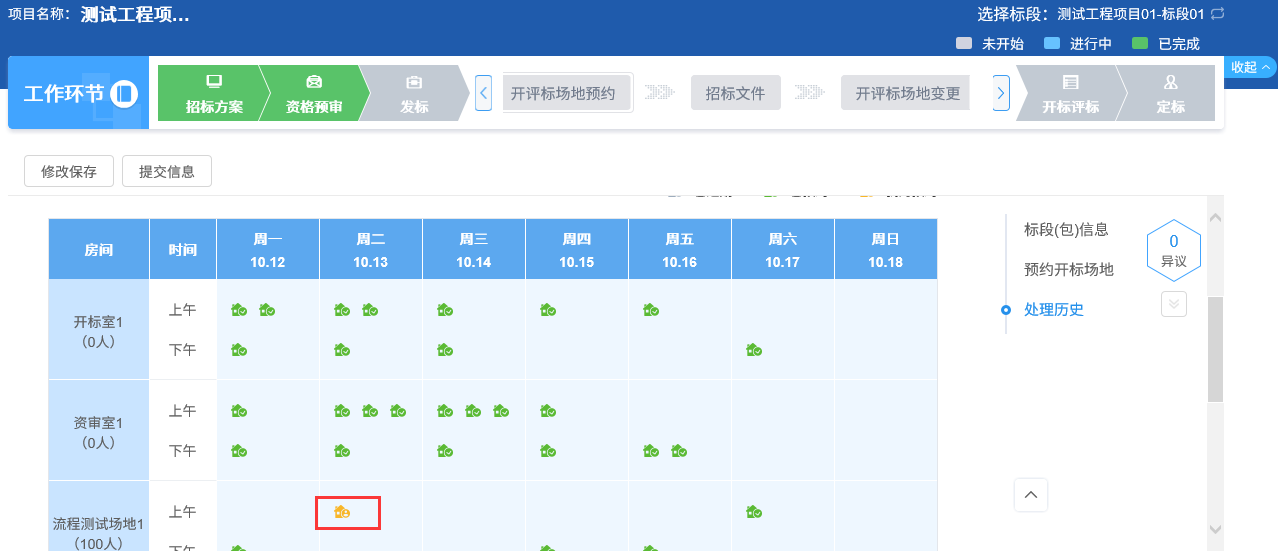 项目名称： 测试工程项...
选择标段： 测试工程项目01-标段01
未开始 进行中 已完成
收起
工作环节
招标方案 资格预审 发标
开评标场地预约 招标文件 开评标场地变更
开标评标 定标
修改保存 提交信息
房间 时间 周一 周二 周三 周四 周五 周六 周日
10.12 10.13 10.14 10.15 10.16 10.17 10.18
开标室1
（0人）
上午
下午
资审室1
（0人）
上午
下午
流程测试场地1
（100人）
上午
下午
标段(包)信息
预约开标场地
处理历史
0
异议